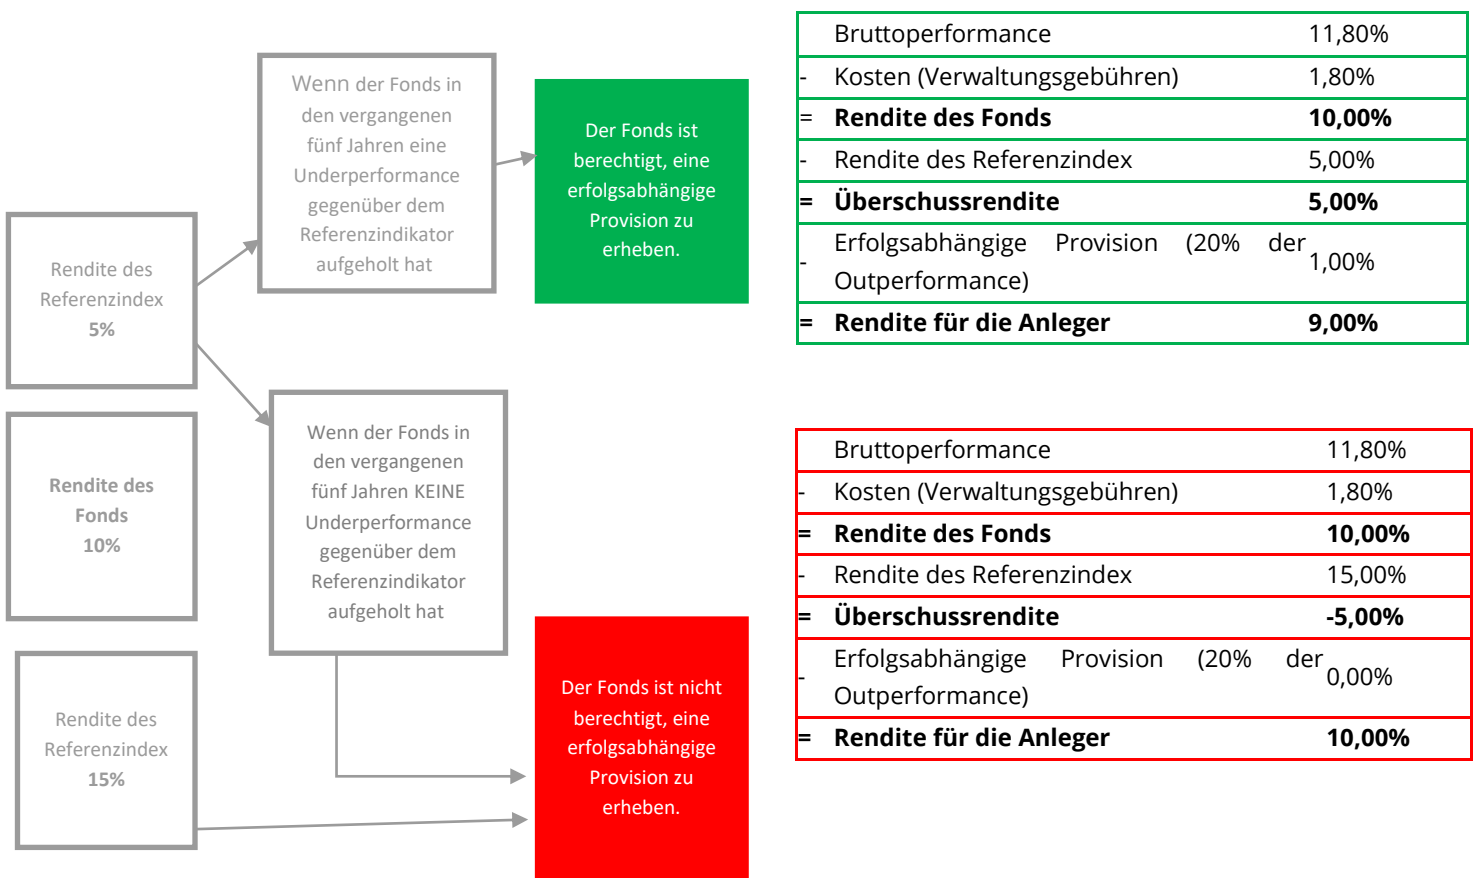 Rendite des
Referenzindex
5%
Rendite des
Fonds
10%
Rendite des
Referenzindex
15%
Wenn der Fonds in
den vergangenen
fünf Jahren eine
Underperformance
gegenüber dem
Referenzindikator
aufgeholt hat
Wenn der Fonds in
den vergangenen
fünf Jahren KEINE
Underperformance
gegenüber dem
Referenzindikator
aufgeholt hat
Der Fonds ist
berechtigt, eine
erfolgsabhängige
Provision zu
erheben.
Der Fonds ist nicht
berechtigt, eine
erfolgsabhängige
Provision zu
erheben.
Bruttoperformance 11,80%
- Kosten (Verwaltungsgebühren) 1,80%
= Rendite des Fonds 10,00%
- Rendite des Referenzindex 5,00%
= Überschussrendite 5,00%
- Erfolgsabhängige Provision (20% der
Outperformance) 1,00%
= Rendite für die Anleger 9,00%
Bruttoperformance 11,80%
- Kosten (Verwaltungsgebühren) 1,80%
= Rendite des Fonds 10,00%
- Rendite des Referenzindex 15,00%
= Überschussrendite -5,00%
- Erfolgsabhängige Provision (20% der
Outperformance) 0,00%
= Rendite für die Anleger 10,00%